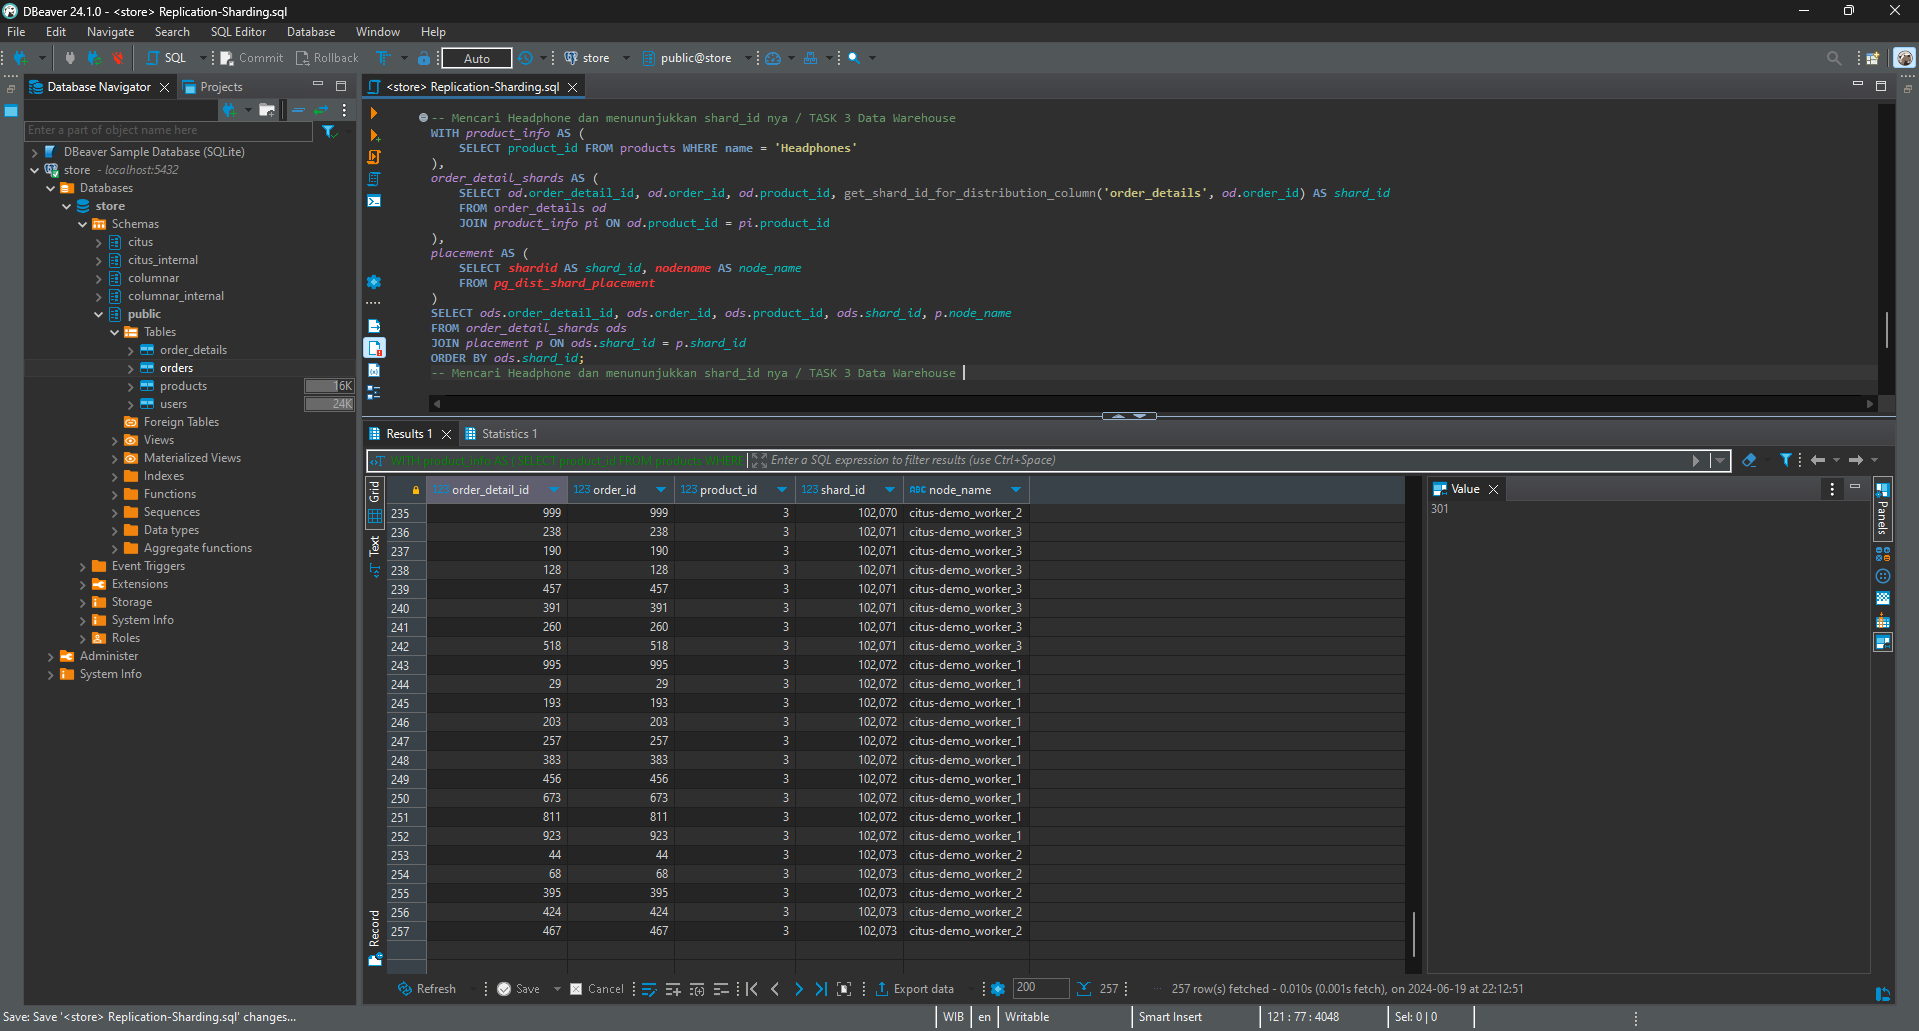 DBeaver 24.1.0 - <store> Replication-Sharding.sql
File Edit Navigate Search SQL Editor Database Window Help
SQL Commit Rollback Auto store public@store
Database Navigator Projects
<store> Replication-Sharding.sql
Enter a part of object name here
DBeaver Sample Database (SQLite)
store - localhost:5432
Databases
store
Schemas
citus
citus_internal
columnar
columnar_internal
public
Tables
order_details
orders
products 16K
users 24K
Foreign Tables
Views
Materialized Views
Indexes
Functions
Sequences
Data types
Aggregate functions
Event Triggers
Extensions
Storage
System Info
Roles
Administer
System Info
-- Mencari Headphone dan menununjukkan shard_id nya / TASK 3 Data Warehouse
WITH product_info AS (
SELECT product_id FROM products WHERE name = 'Headphones'
),
order_detail_shards AS (
SELECT od.order_detail_id, od.order_id, od.product_id, get_shard_id_for_distribution_column('order_details', od.order_id) AS shard_id
FROM order_details od
JOIN product_info pi ON od.product_id = pi.product_id
),
placement AS (
SELECT shardid AS shard_id, nodename AS node_name
FROM pg_dist_shard_placement
)
SELECT ods.order_detail_id, ods.order_id, ods.product_id, ods.shard_id, p.node_name
FROM order_detail_shards ods
JOIN placement p ON ods.shard_id = p.shard_id
ORDER BY ods.shard_id;
-- Mencari Headphone dan menununjukkan shard_id nya / TASK 3 Data Warehouse
Results 1 Statistics 1
WITH product_info AS ( SELECT product_id FROM products WHERE Enter a SQL expression to filter results (use Ctrl+Space)
Grid
Text
Record
123 order_detail_id 123 order_id 123 product_id 123 shard_id ABC node_name
235 999 999 3 102,070 citus-demo_worker_2
236 238 238 3 102,071 citus-demo_worker_3
237 190 190 3 102,071 citus-demo_worker_3
238 128 128 3 102,071 citus-demo_worker_3
239 457 457 3 102,071 citus-demo_worker_3
240 391 391 3 102,071 citus-demo_worker_3
241 260 260 3 102,071 citus-demo_worker_3
242 518 518 3 102,071 citus-demo_worker_3
243 995 995 3 102,072 citus-demo_worker_1
244 29 29 3 102,072 citus-demo_worker_1
245 193 193 3 102,072 citus-demo_worker_1
246 203 203 3 102,072 citus-demo_worker_1
247 257 257 3 102,072 citus-demo_worker_1
248 383 383 3 102,072 citus-demo_worker_1
249 456 456 3 102,072 citus-demo_worker_1
250 673 673 3 102,072 citus-demo_worker_1
251 811 811 3 102,072 citus-demo_worker_1
252 923 923 3 102,072 citus-demo_worker_1
253 44 44 3 102,073 citus-demo_worker_2
254 68 68 3 102,073 citus-demo_worker_2
255 395 395 3 102,073 citus-demo_worker_2
256 424 424 3 102,073 citus-demo_worker_2
257 467 467 3 102,073 citus-demo_worker_2
Value
301
Panels
Refresh Save Cancel Export data 200 257 257 row(s) fetched - 0.010s (0.001s fetch), on 2024-06-19 at 22:12:51
Save: Save '<store> Replication-Sharding.sql' changes... WIB en Writable Smart Insert 121 : 77 : 4048 Sel: 0 | 0